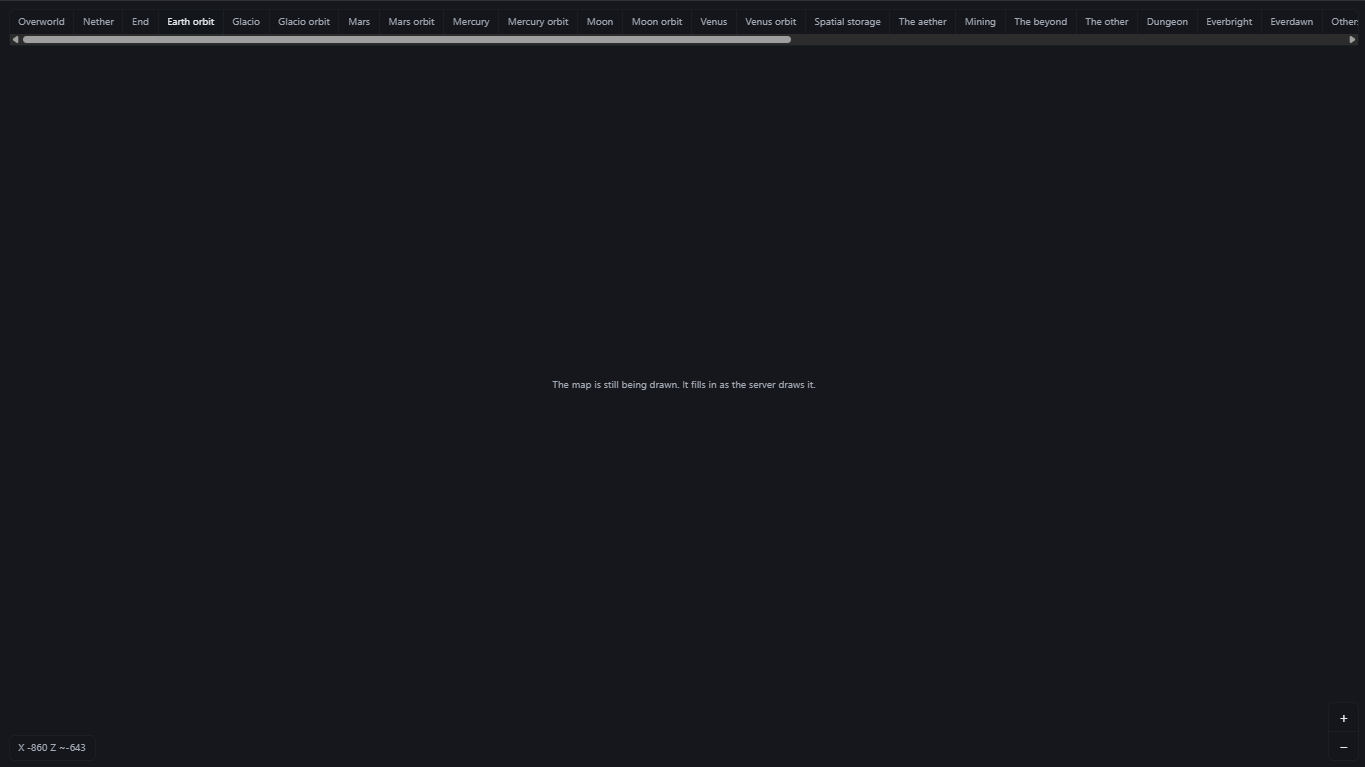 Overworld Nether End Earth orbit Glacio Glacio orbit Mars Mars orbit Mercury Mercury orbit Moon Moon orbit Venus Venus orbit Spatial storage The aether Mining The beyond The other Dungeon Everbright Everdawn Other
The map is still being drawn. It fills in as the server draws it.
+
X -860 Z ~-643
−